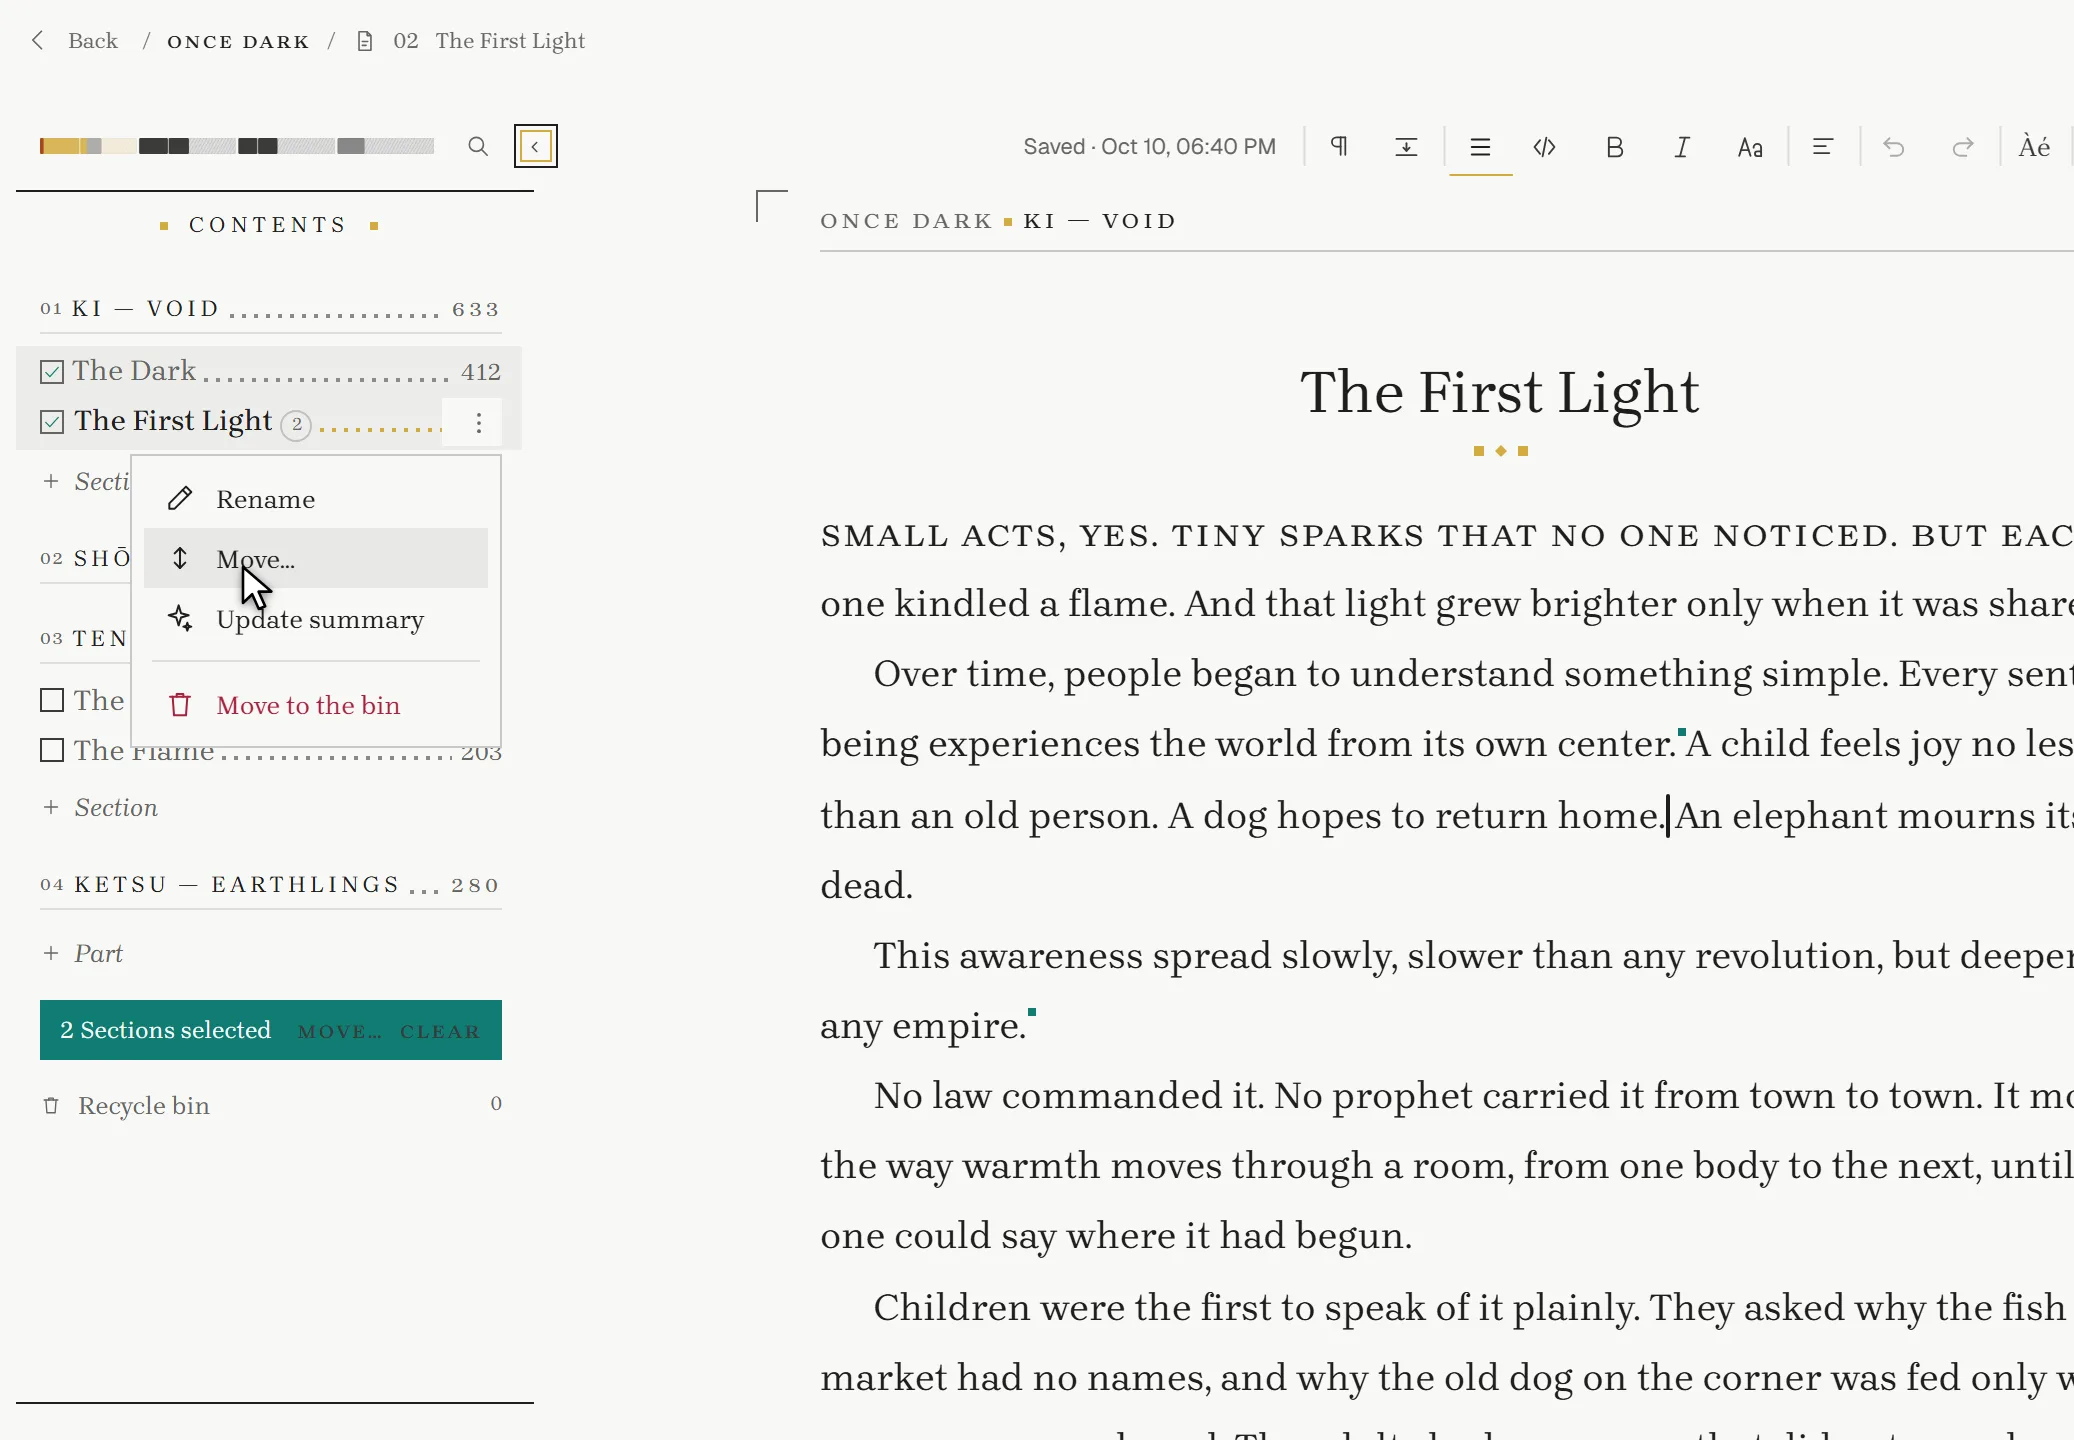 Back / ONCE DARK / 02 The First Light
Saved · Oct 10, 06:40 PM
B I Aa Àé
CONTENTS
01 KI — VOID 633
The Dark 412
The First Light 2
+ Secti
Rename
Move...
Update summary
Move to the bin
02 SHŌ
03 TEN
The
The Flame 203
+ Section
04 KETSU — EARTHLINGS 280
+ Part
2 Sections selected MOVE... CLEAR
Recycle bin 0
ONCE DARK KI — VOID
The First Light
SMALL ACTS, YES. TINY SPARKS THAT NO ONE NOTICED. BUT EAC
one kindled a flame. And that light grew brighter only when it was share
Over time, people began to understand something simple. Every sent
being experiences the world from its own center. A child feels joy no les
than an old person. A dog hopes to return home. An elephant mourns its
dead.
This awareness spread slowly, slower than any revolution, but deeper
any empire.
No law commanded it. No prophet carried it from town to town. It mo
the way warmth moves through a room, from one body to the next, until
one could say where it had begun.
Children were the first to speak of it plainly. They asked why the fish
market had no names, and why the old dog on the corner was fed only w